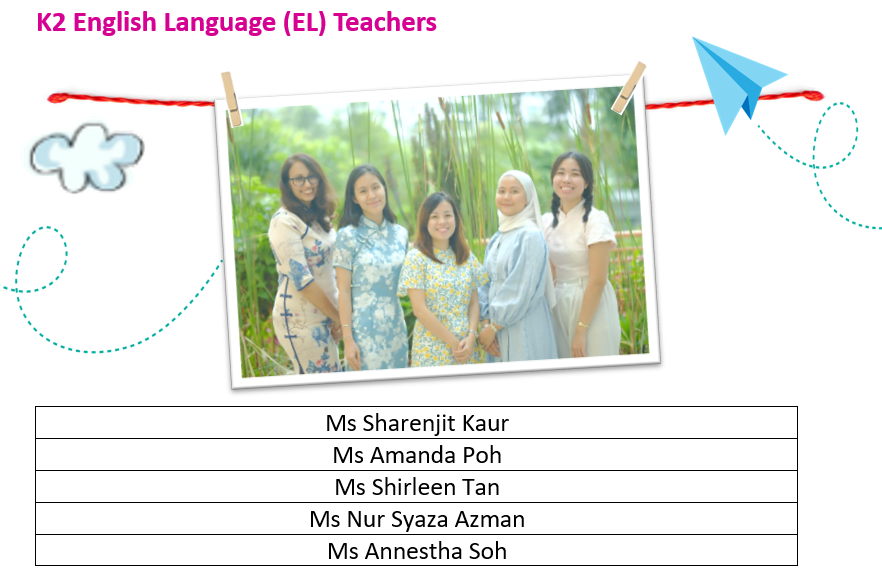 K2 English Language (EL) Teachers
Ms Sharenjit Kaur
Ms Amanda Poh
Ms Shirleen Tan
Ms Nur Syaza Azman
Ms Annestha Soh